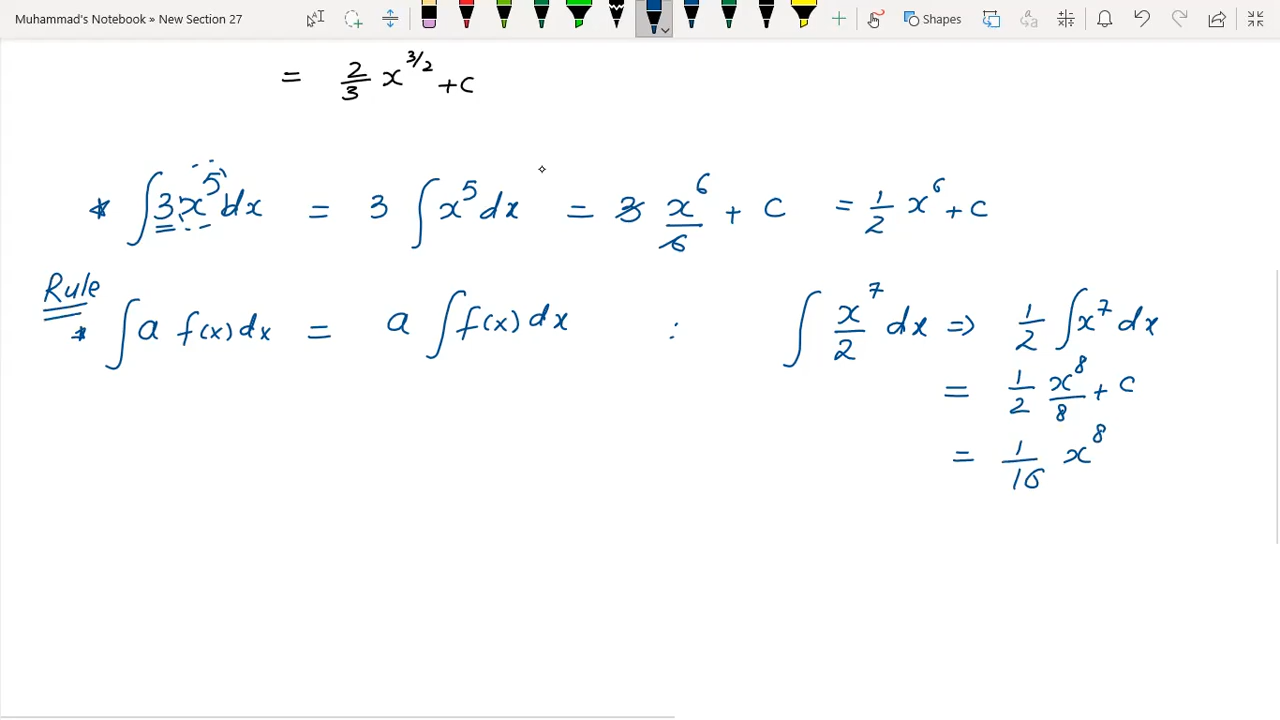 Muhammad's Notebook » New Section 27
Shapes
= 2/3 x^3/2 + c
* ∫3x^5 dx = 3 ∫x^5 dx = 3 x^6/6 + c = 1/2 x^6 + c
Rule
* ∫a f(x) dx = a ∫f(x) dx : ∫ x^7/2 dx ⇒ 1/2 ∫x^7 dx
= 1/2 x^8/8 + c
= 1/16 x^8